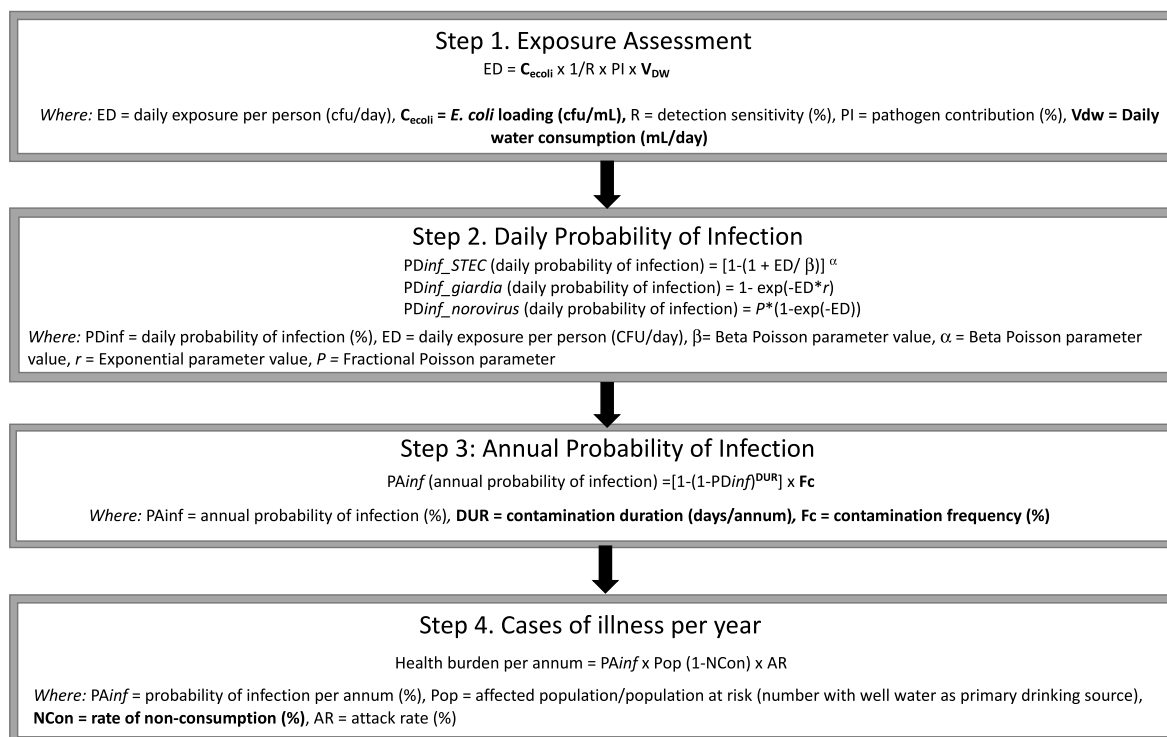 Step 1. Exposure Assessment
ED = Cecoli x 1/R x PI x VDW
Where: ED = daily exposure per person (cfu/day), Cecoli = E. coli loading (cfu/mL), R = detection sensitivity (%), PI = pathogen contribution (%), Vdw = Daily
water consumption (mL/day)
Step 2. Daily Probability of Infection
PDinf_STEC (daily probability of infection) = [1-(1 + ED/ β)] α
PDinf_giardia (daily probability of infection) = 1- exp(-ED*r)
PDinf_norovirus (daily probability of infection) = P*(1-exp(-ED))
Where: PDinf = daily probability of infection (%), ED = daily exposure per person (CFU/day), β= Beta Poisson parameter value, α = Beta Poisson parameter
value, r = Exponential parameter value, P = Fractional Poisson parameter
Step 3: Annual Probability of Infection
PAinf (annual probability of infection) =[1-(1-PDinf)DUR] x Fc
Where: PAinf = annual probability of infection (%), DUR = contamination duration (days/annum), Fc = contamination frequency (%)
Step 4. Cases of illness per year
Health burden per annum = PAinf x Pop (1-NCon) x AR
Where: PAinf = probability of infection per annum (%), Pop = affected population/population at risk (number with well water as primary drinking source),
NCon = rate of non-consumption (%), AR = attack rate (%)